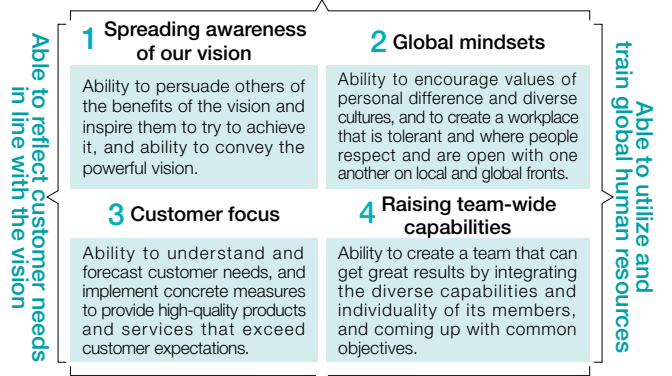 Able to reflect customer needs
in line with the vision
1 Spreading awareness
of our vision
Ability to persuade others of
the benefits of the vision and
inspire them to try to achieve
it, and ability to convey the
powerful vision.
2 Global mindsets
Ability to encourage values of
personal difference and diverse
cultures, and to create a workplace
that is tolerant and where people
respect and are open with one
another on local and global fronts.
3 Customer focus
Ability to understand and
forecast customer needs, and
implement concrete measures
to provide high-quality products
and services that exceed
customer expectations.
4 Raising team-wide
capabilities
Ability to create a team that can
get great results by integrating
the diverse capabilities and
individuality of its members,
and coming up with common
objectives.
Able to utilize and
train global human resources